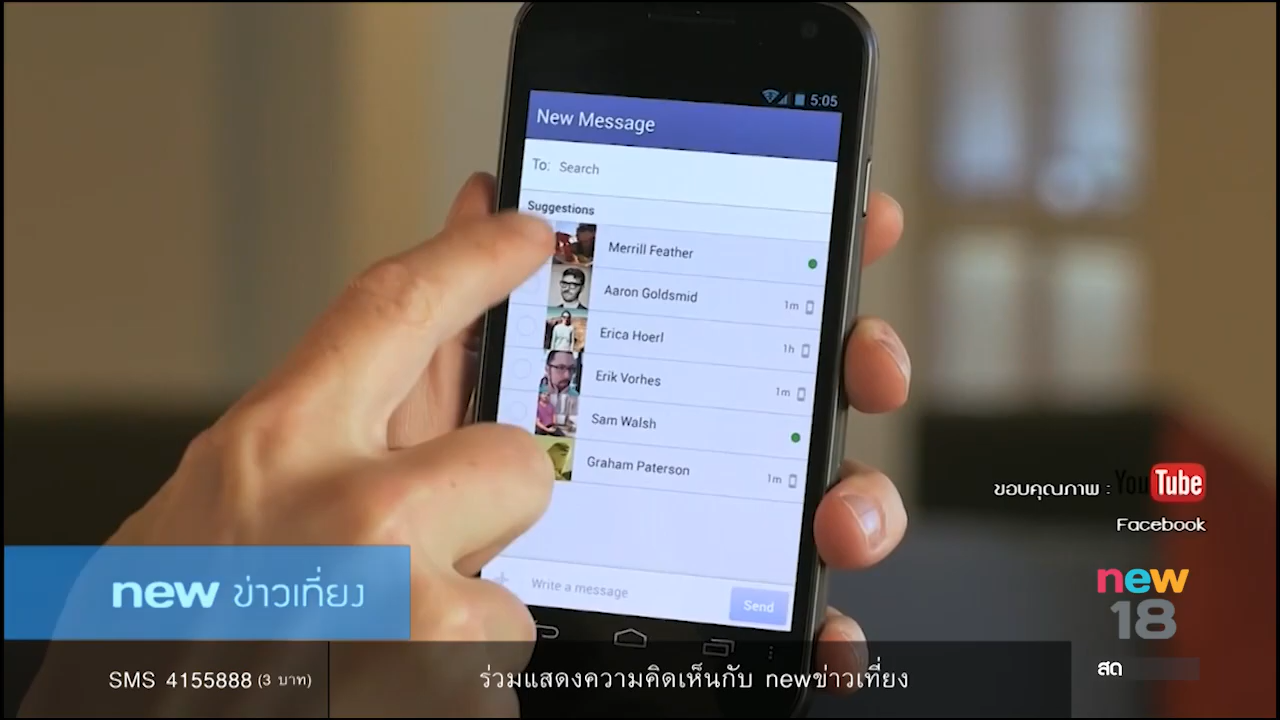 5:05
New Message
To: Search
Suggestions
Merrill Feather
Aaron Goldsmid
1m
Erica Hoerl
1h
Erik Vorhes
1m
Sam Walsh
Graham Paterson
1m
Write a message
Send
ขอบคุณภาพ : YouTube
Facebook
new ข่าวเที่ยง
new
18
สด
SMS 4155888 (3 บาท)
ร่วมแสดงความคิดเห็นกับ newข่าวเที่ยง